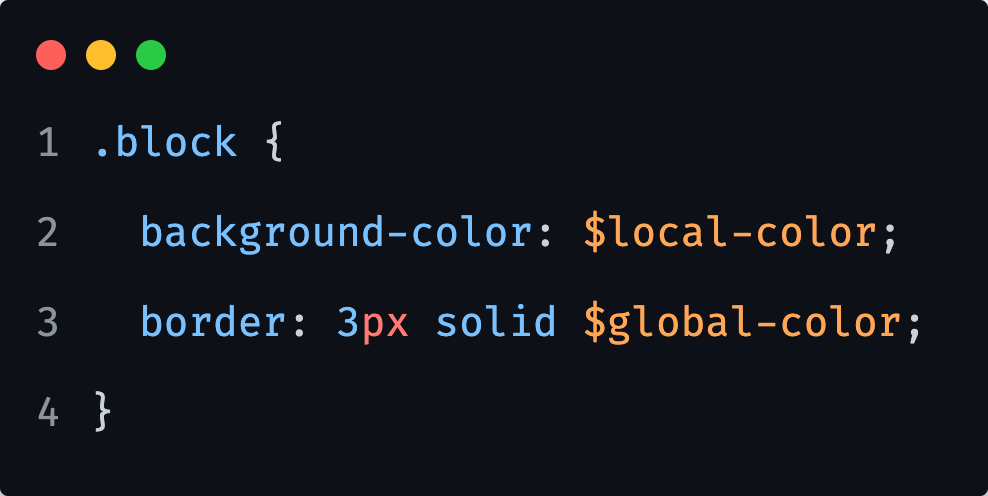 1 .block {
2   background-color: $local-color;
3   border: 3px solid $global-color;
4 }